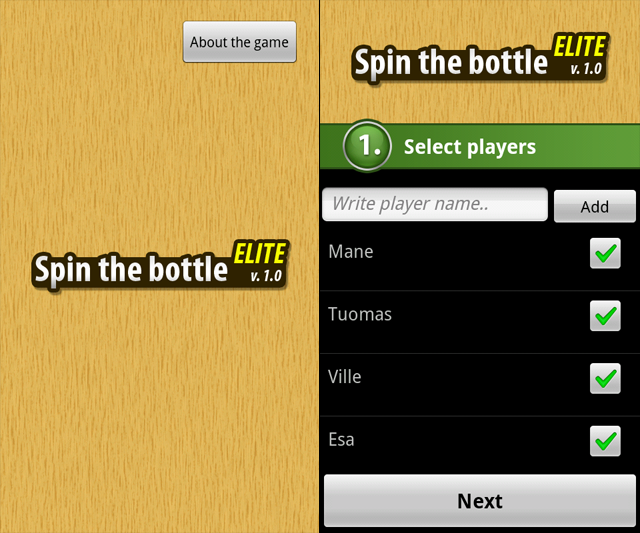 About the game
Spin the bottle ELITE
v. 1.0
Spin the bottle ELITE
v. 1.0
1. Select players
Write player name.. Add
Mane
Tuomas
Ville
Esa
Next